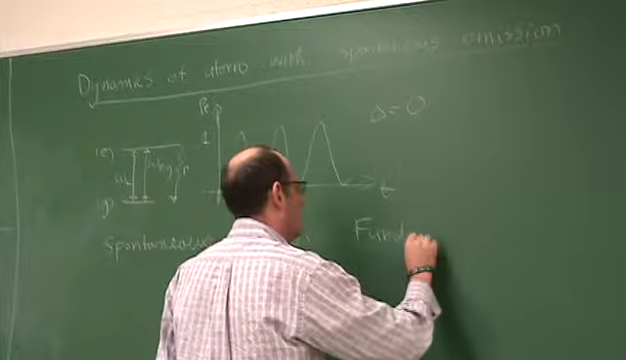 Dynamics of atom with spontaneous emission
Pe
1
Δ = 0
|e⟩
|g⟩
t
spontaneous
Fund